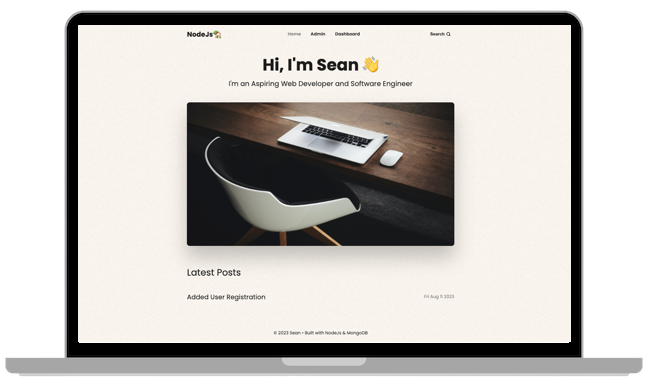 NodeJs
Home Admin Dashboard Search
Hi, I'm Sean 👋
I'm an Aspiring Web Developer and Software Engineer
Latest Posts
Added User Registration Fri Aug 11 2023
© 2023 Sean • Built with NodeJs & MongoDB